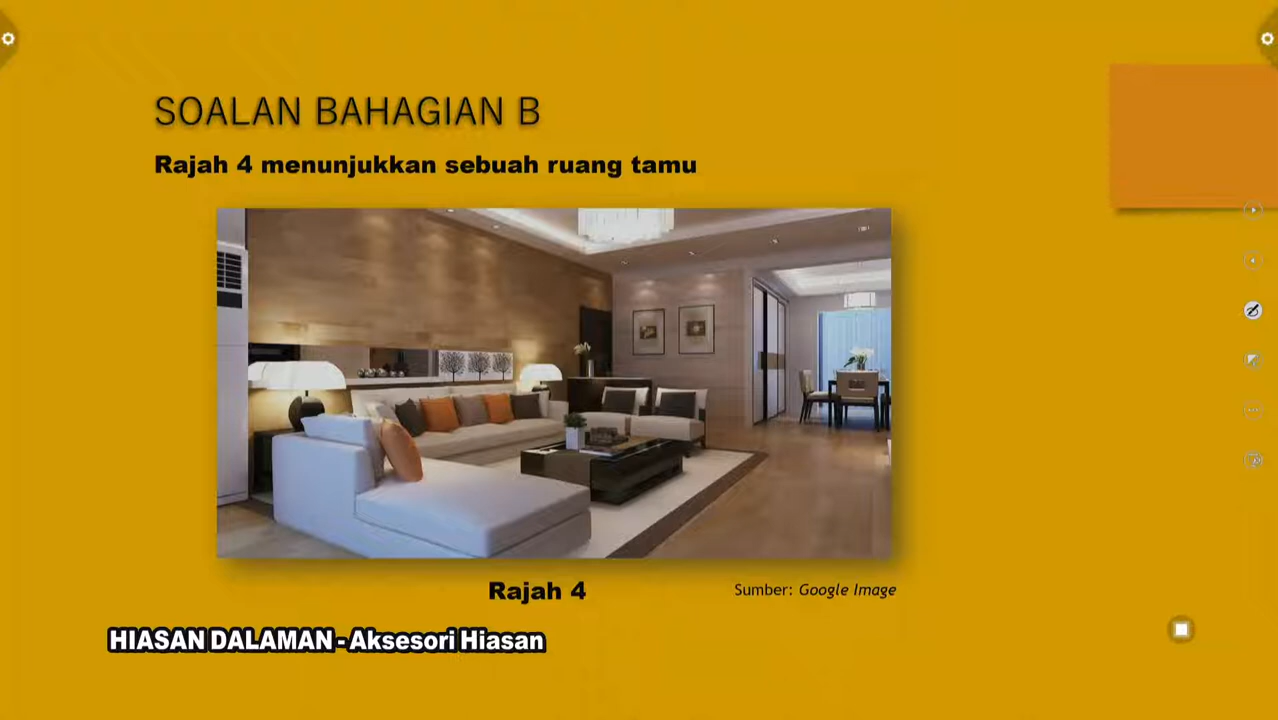 SOALAN BAHAGIAN B
Rajah 4 menunjukkan sebuah ruang tamu
Rajah 4
Sumber: Google Image
HIASAN DALAMAN - Aksesori Hiasan